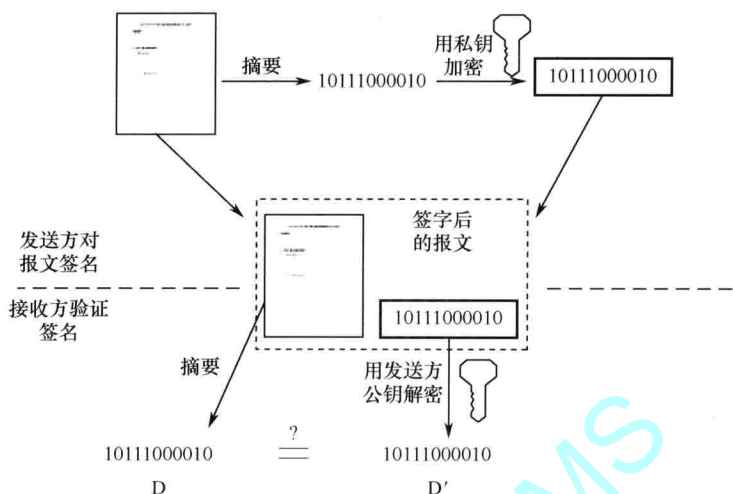 摘要
10111000010
用私钥
加密
10111000010
签字后
的报文
发送方对
报文签名
10111000010
接收方验证
签名
摘要
用发送方
公钥解密
10111000010
?
=
10111000010
D
D′
MS